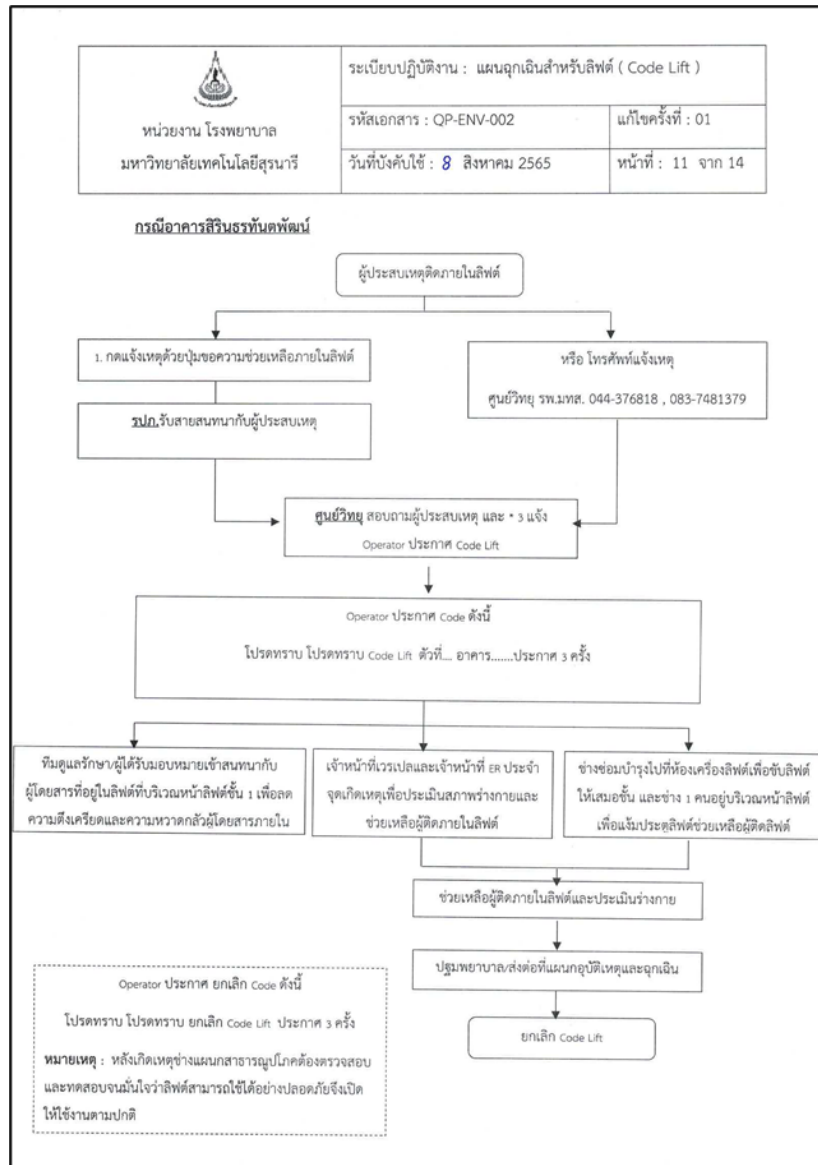 หน่วยงาน โรงพยาบาล
มหาวิทยาลัยเทคโนโลยีสุรนารี
ระเบียบปฏิบัติงาน : แผนฉุกเฉินสำหรับลิฟต์ ( Code Lift )
รหัสเอกสาร : QP-ENV-002
แก้ไขครั้งที่ : 01
วันที่บังคับใช้ : 8 สิงหาคม 2565
หน้าที่ : 11 จาก 14
กรณีอาคารสิรินธรทันตพัฒน์
ผู้ประสบเหตุติดภายในลิฟต์
1. กดแจ้งเหตุด้วยปุ่มขอความช่วยเหลือภายในลิฟต์
รปภ.รับสายสนทนากับผู้ประสบเหตุ
หรือ โทรศัพท์แจ้งเหตุ
ศูนย์วิทยุ รพ.มทส. 044-376818 , 083-7481379
ศูนย์วิทยุ สอบถามผู้ประสบเหตุ และ * 3 แจ้ง
Operator ประกาศ Code Lift
Operator ประกาศ Code ดังนี้
โปรดทราบ โปรดทราบ Code Lift ตัวที่.... อาคาร.......ประกาศ 3 ครั้ง
ทีมดูแลรักษา/ผู้ได้รับมอบหมายเข้าสนทนากับ
ผู้โดยสารที่อยู่ในลิฟต์ที่บริเวณหน้าลิฟต์ชั้น 1 เพื่อลด
ความตึงเครียดและความหวาดกลัวผู้โดยสารภายใน
เจ้าหน้าที่เวรเปลและเจ้าหน้าที่ ER ประจำ
จุดเกิดเหตุเพื่อประเมินสภาพร่างกายและ
ช่วยเหลือผู้ติดภายในลิฟต์
ช่างซ่อมบำรุงไปที่ห้องเครื่องลิฟต์เพื่อขับลิฟต์
ให้เสมอชั้น และช่าง 1 คนอยู่บริเวณหน้าลิฟต์
เพื่อแง้มประตูลิฟต์ช่วยเหลือผู้ติดลิฟต์
ช่วยเหลือผู้ติดภายในลิฟต์และประเมินร่างกาย
ปฐมพยาบาล/ส่งต่อที่แผนกอุบัติเหตุและฉุกเฉิน
ยกเลิก Code Lift
Operator ประกาศ ยกเลิก Code ดังนี้
โปรดทราบ โปรดทราบ ยกเลิก Code Lift ประกาศ 3 ครั้ง
หมายเหตุ : หลังเกิดเหตุช่างแผนกสาธารณูปโภคต้องตรวจสอบ
และทดสอบจนมั่นใจว่าลิฟต์สามารถใช้ได้อย่างปลอดภัยจึงเปิด
ให้ใช้งานตามปกติ